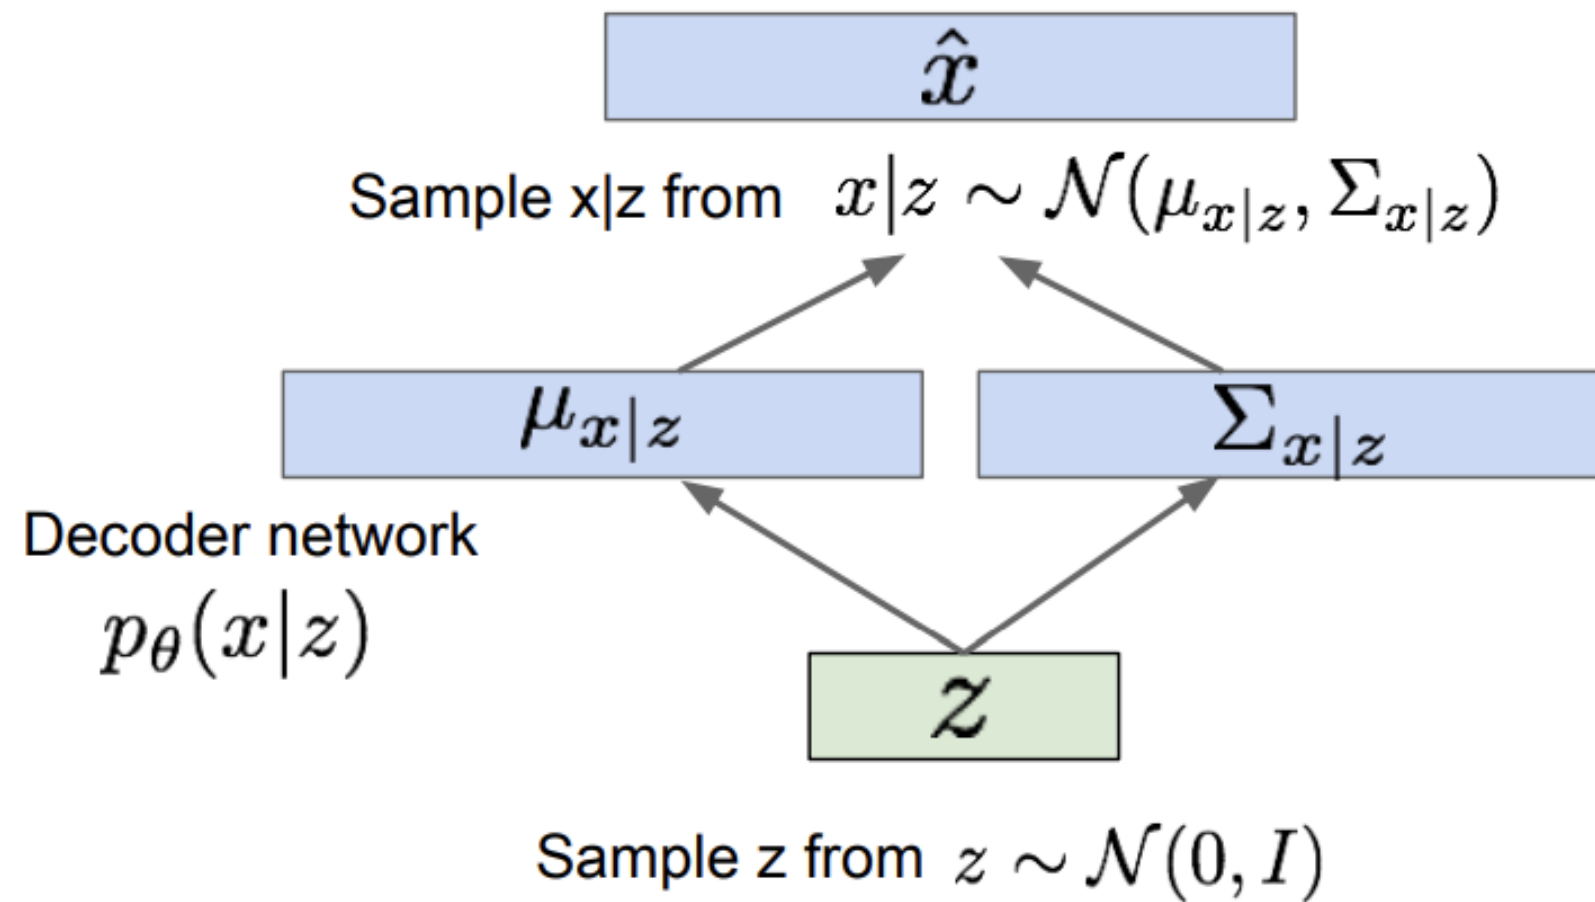 x̂
Sample x|z from x|z ∼ 𝒩(μ_{x|z}, Σ_{x|z})
μ_{x|z}
Σ_{x|z}
Decoder network
p_θ(x|z)
z
Sample z from z ∼ 𝒩(0, I)